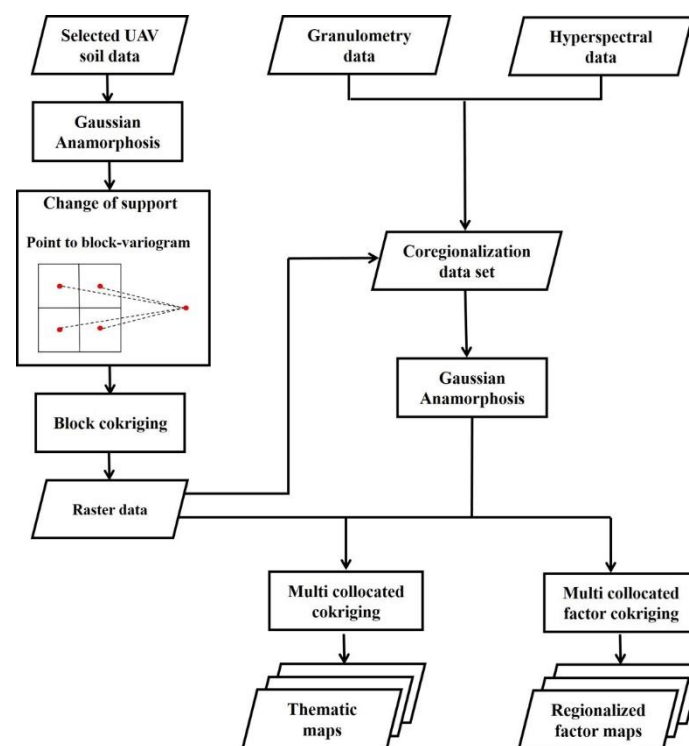 Selected UAV
soil data
Granulometry
data
Hyperspectral
data
Gaussian
Anamorphosis
Change of support
Point to block-variogram
Coregionalization
data set
Gaussian
Anamorphosis
Block cokriging
Raster data
Multi collocated
cokriging
Multi collocated
factor cokriging
Thematic
maps
Regionalized
factor maps